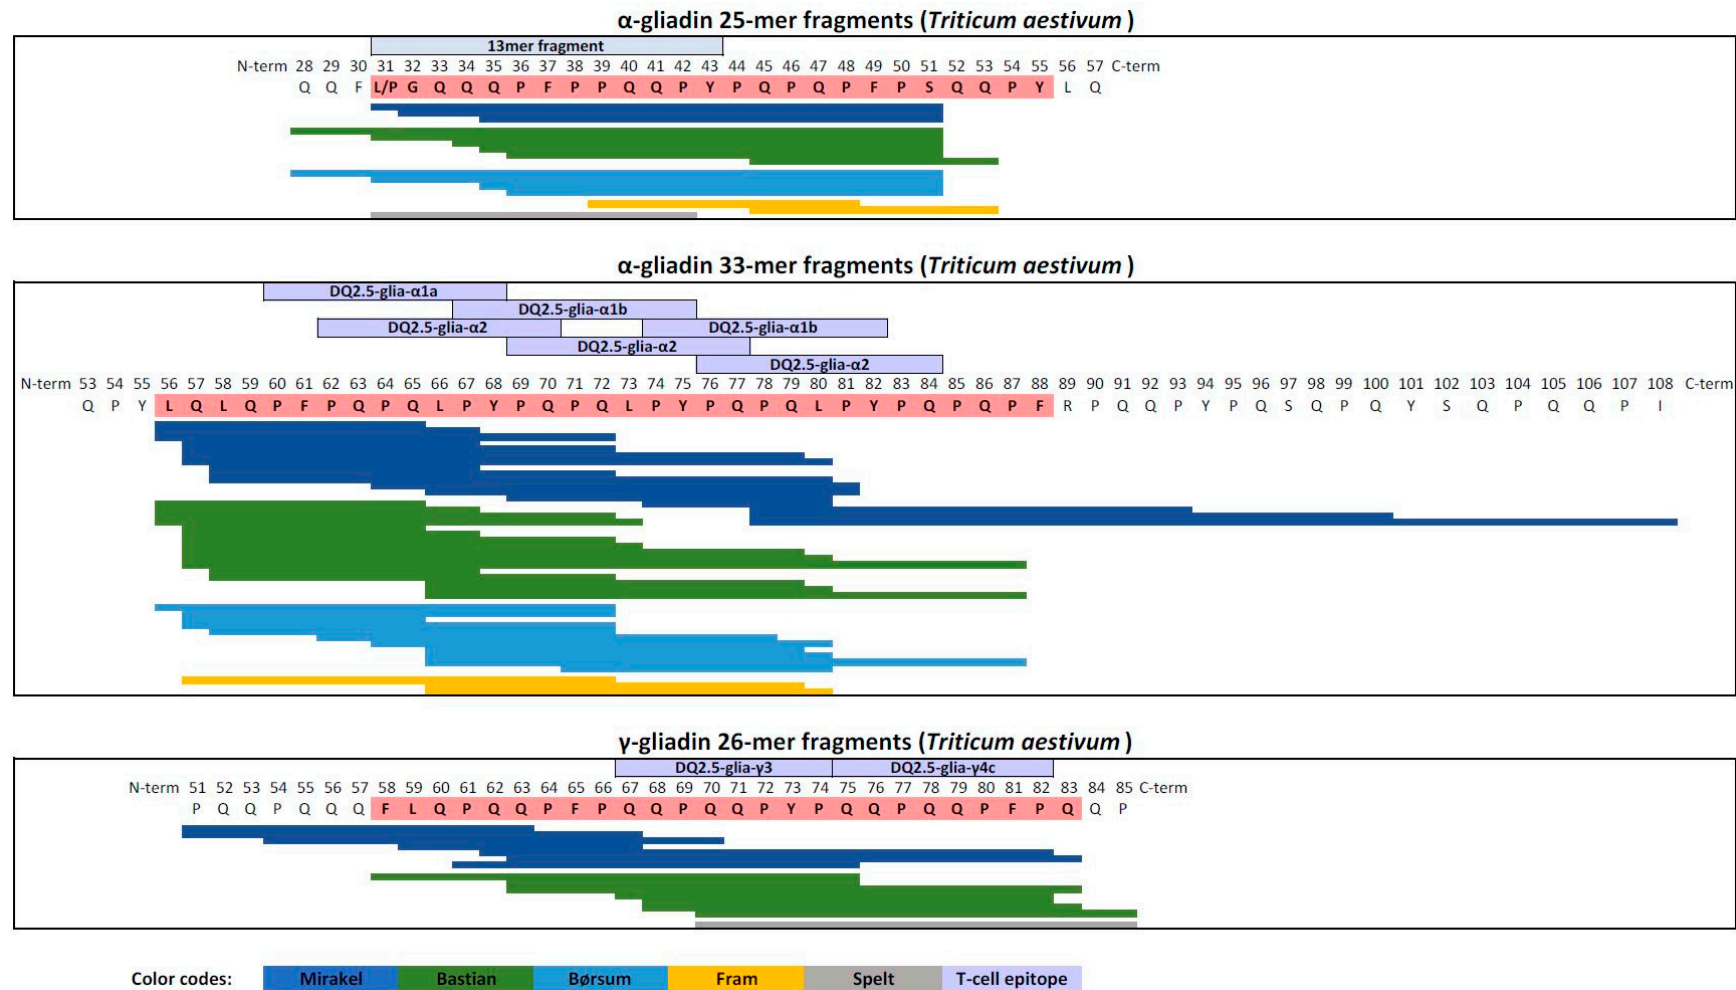 α-gliadin 25-mer fragments (Triticum aestivum)
13mer fragment
N-term 28 29 30 31 32 33 34 35 36 37 38 39 40 41 42 43 44 45 46 47 48 49 50 51 52 53 54 55 56 57 C-term
Q Q F L/P G Q Q Q P F P P Q Q P Y P Q P Q P F P S Q Q P Y L Q
α-gliadin 33-mer fragments (Triticum aestivum)
DQ2.5-glia-α1a
DQ2.5-glia-α1b
DQ2.5-glia-α2 DQ2.5-glia-α1b
DQ2.5-glia-α2
DQ2.5-glia-α2
N-term 53 54 55 56 57 58 59 60 61 62 63 64 65 66 67 68 69 70 71 72 73 74 75 76 77 78 79 80 81 82 83 84 85 86 87 88 89 90 91 92 93 94 95 96 97 98 99 100 101 102 103 104 105 106 107 108 C-term
Q P Y L Q L Q P F P Q P Q L P Y P Q P Q L P Y P Q P Q L P Y P Q P Q P F R P Q Q P Y P Q S Q P Q Y S Q P Q Q P I
γ-gliadin 26-mer fragments (Triticum aestivum)
DQ2.5-glia-γ3 DQ2.5-glia-γ4c
N-term 51 52 53 54 55 56 57 58 59 60 61 62 63 64 65 66 67 68 69 70 71 72 73 74 75 76 77 78 79 80 81 82 83 84 85 C-term
P Q Q P Q Q Q F L Q P Q Q P F P Q Q P Q Q P Y P Q Q P Q Q P F P Q Q P
Color codes: Mirakel Bastian Børsum Fram Spelt T-cell epitope